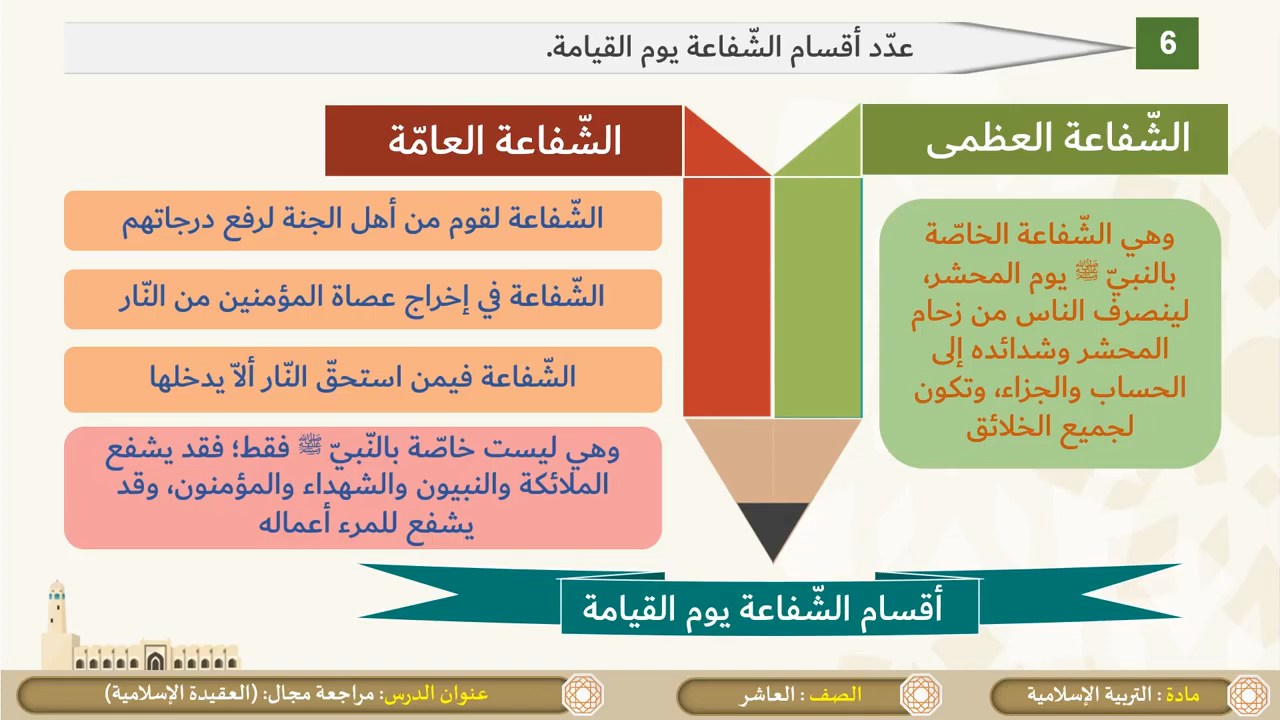 6
عدّد أقسام الشّفاعة يوم القيامة.
الشّفاعة العظمى
وهي الشّفاعة الخاصّة
بالنبيّ ﷺ يوم المحشر،
لينصرف الناس من زحام
المحشر وشدائده إلى
الحساب والجزاء، وتكون
لجميع الخلائق
الشّفاعة العامّة
الشّفاعة لقوم من أهل الجنة لرفع درجاتهم
الشّفاعة في إخراج عصاة المؤمنين من النّار
الشّفاعة فيمن استحقّ النّار ألاّ يدخلها
وهي ليست خاصّة بالنّبيّ ﷺ فقط؛ فقد يشفع
الملائكة والنبيون والشهداء والمؤمنون، وقد
يشفع للمرء أعماله
أقسام الشّفاعة يوم القيامة
مادة : التربية الإسلامية
الصف : العاشر
عنوان الدرس: مراجعة مجال: (العقيدة الإسلامية)